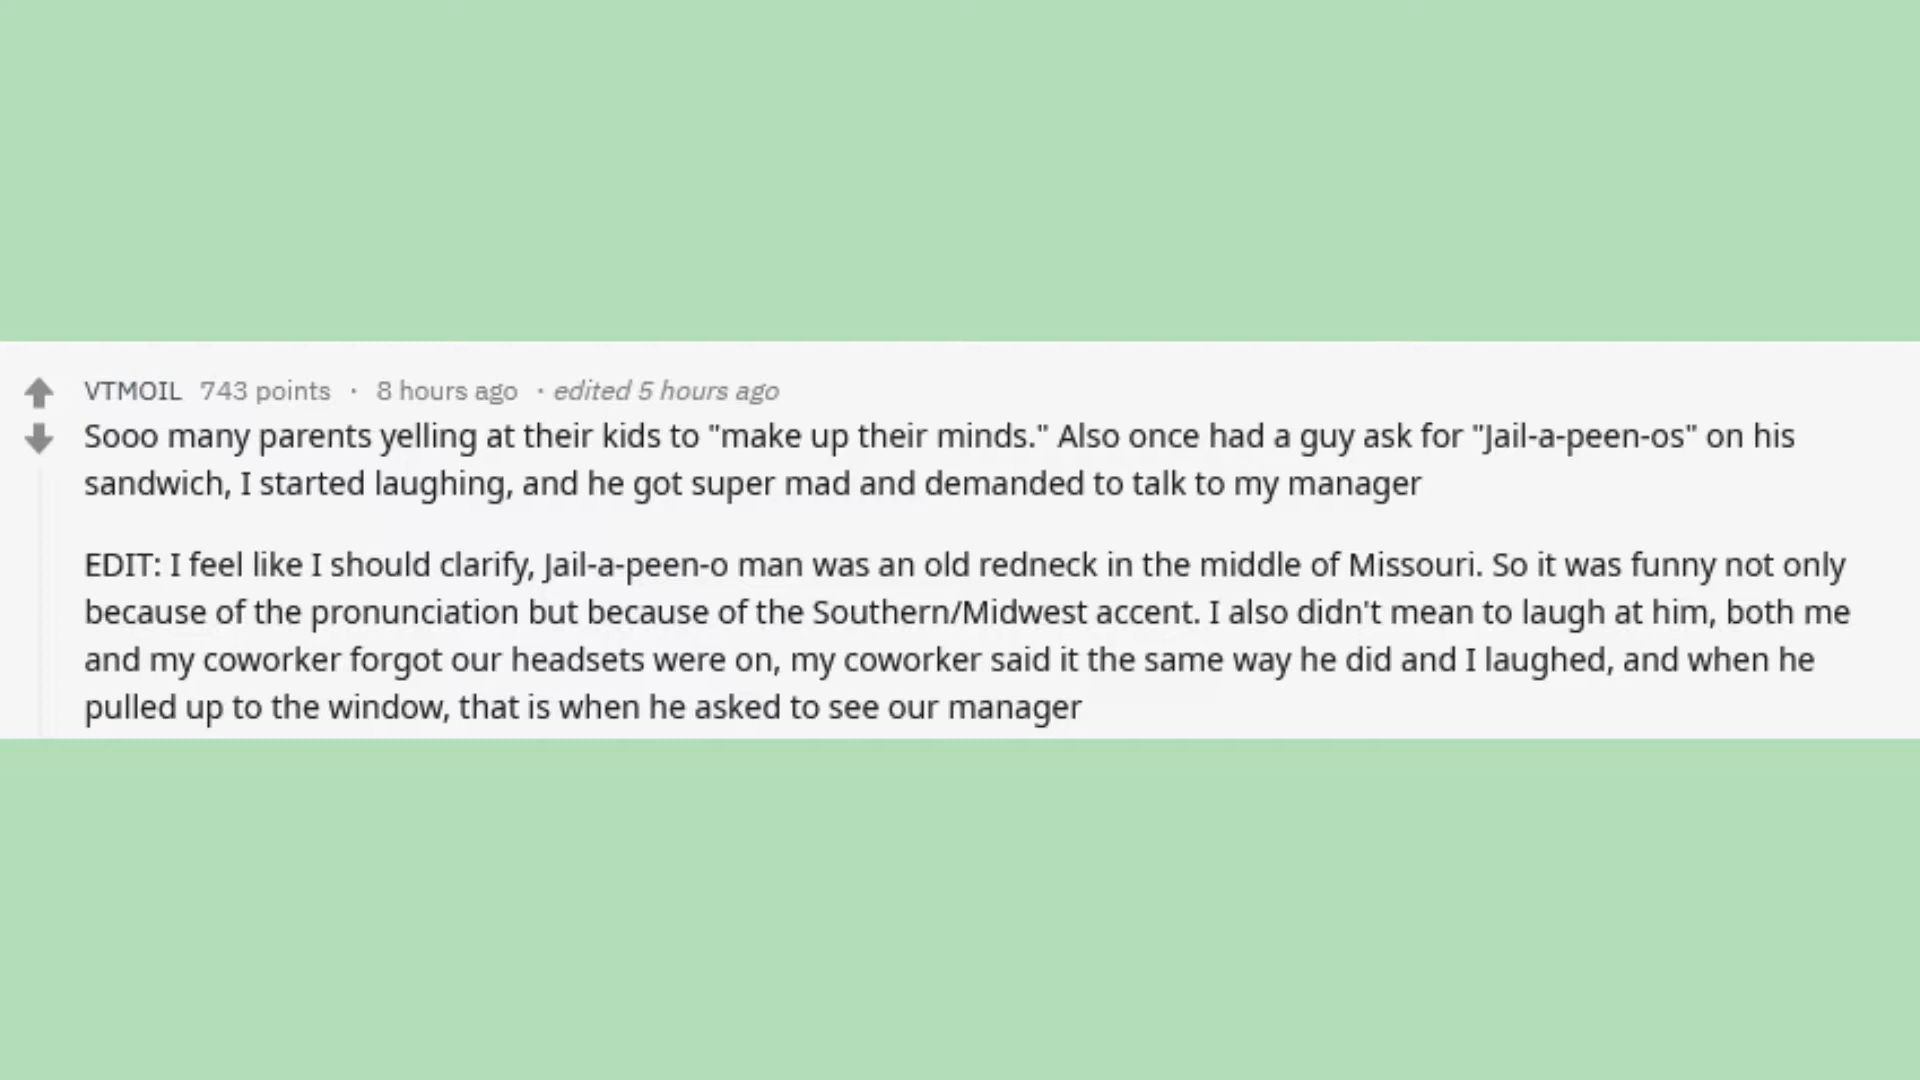 VTMOIL 743 points · 8 hours ago · edited 5 hours ago
Sooo many parents yelling at their kids to "make up their minds." Also once had a guy ask for "Jail-a-peen-os" on his
sandwich, I started laughing, and he got super mad and demanded to talk to my manager
EDIT: I feel like I should clarify, Jail-a-peen-o man was an old redneck in the middle of Missouri. So it was funny not only
because of the pronunciation but because of the Southern/Midwest accent. I also didn't mean to laugh at him, both me
and my coworker forgot our headsets were on, my coworker said it the same way he did and I laughed, and when he
pulled up to the window, that is when he asked to see our manager